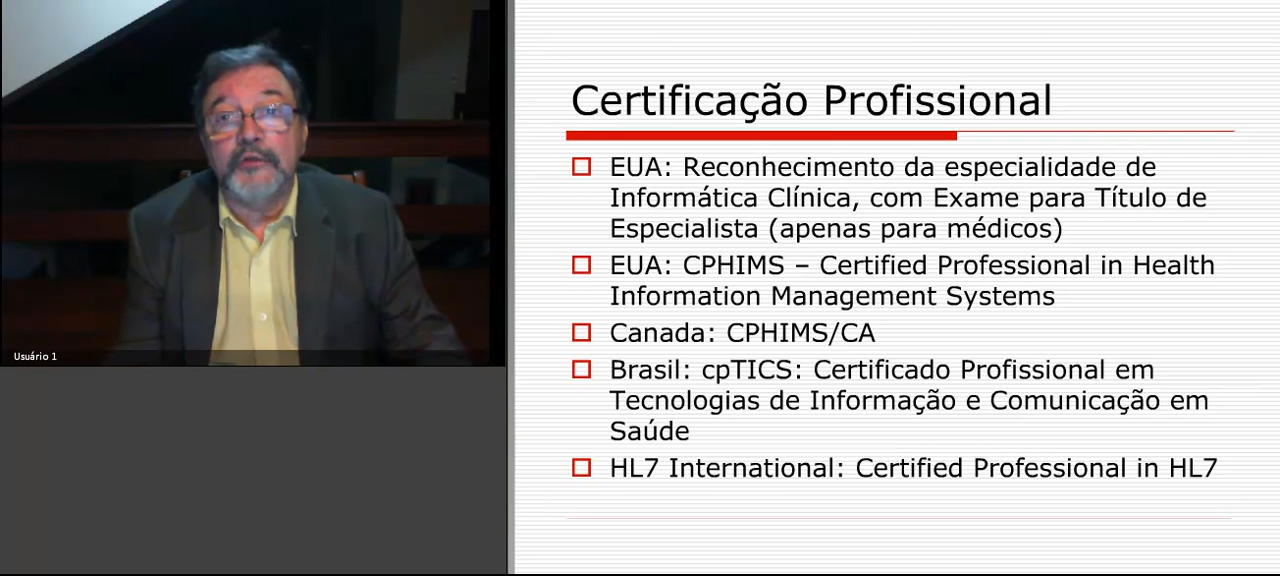 Certificação Profissional
EUA: Reconhecimento da especialidade de
Informática Clínica, com Exame para Título de
Especialista (apenas para médicos)
EUA: CPHIMS – Certified Professional in Health
Information Management Systems
Canada: CPHIMS/CA
Brasil: cpTICS: Certificado Profissional em
Tecnologias de Informação e Comunicação em
Saúde
HL7 International: Certified Professional in HL7
Usuário 1